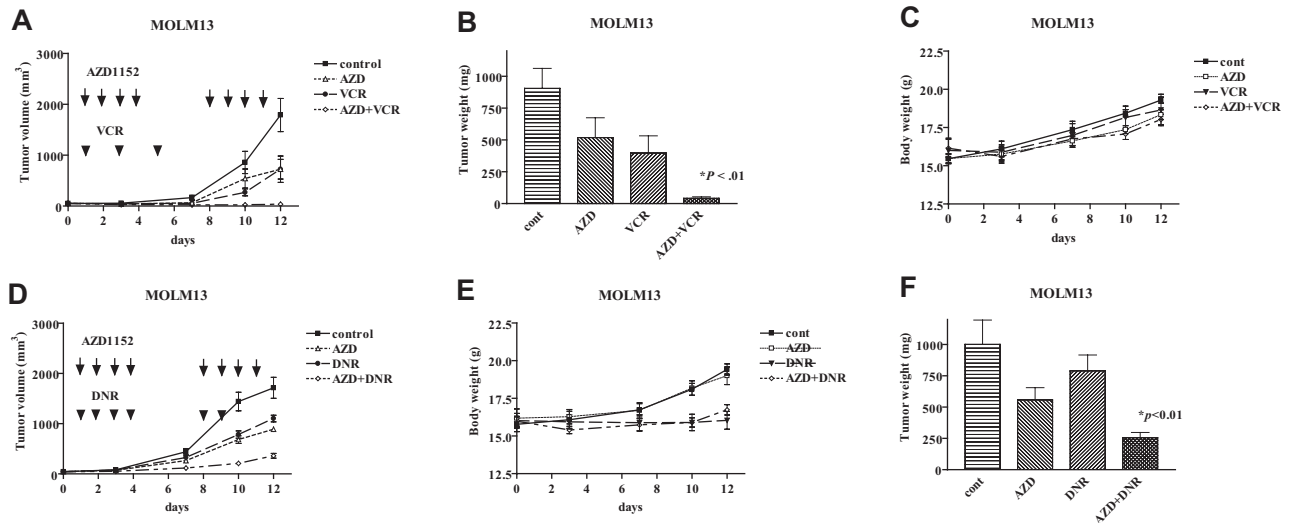 A
MOLM13
Tumor volume (mm3)
3000
2000
1000
0
AZD1152
VCR
control
AZD
VCR
AZD+VCR
0 2 4 6 8 10 12
days
B
MOLM13
Tumor weight (mg)
1000
750
500
250
0
*P < .01
cont
AZD
VCR
AZD+VCR
C
MOLM13
Body weight (g)
22.5
20.0
17.5
15.0
12.5
cont
AZD
VCR
AZD+VCR
0 2 4 6 8 10 12
days
D
MOLM13
Tumor volume (mm3)
3000
2000
1000
0
AZD1152
DNR
control
AZD
DNR
AZD+DNR
0 2 4 6 8 10 12
days
E
MOLM13
Body weight (g)
22.5
20.0
17.5
15.0
12.5
cont
AZD
DNR
AZD+DNR
0 2 4 6 8 10 12
days
F
MOLM13
Tumor weight (mg)
1000
750
500
250
0
*p<0.01
cont
AZD
DNR
AZD+DNR